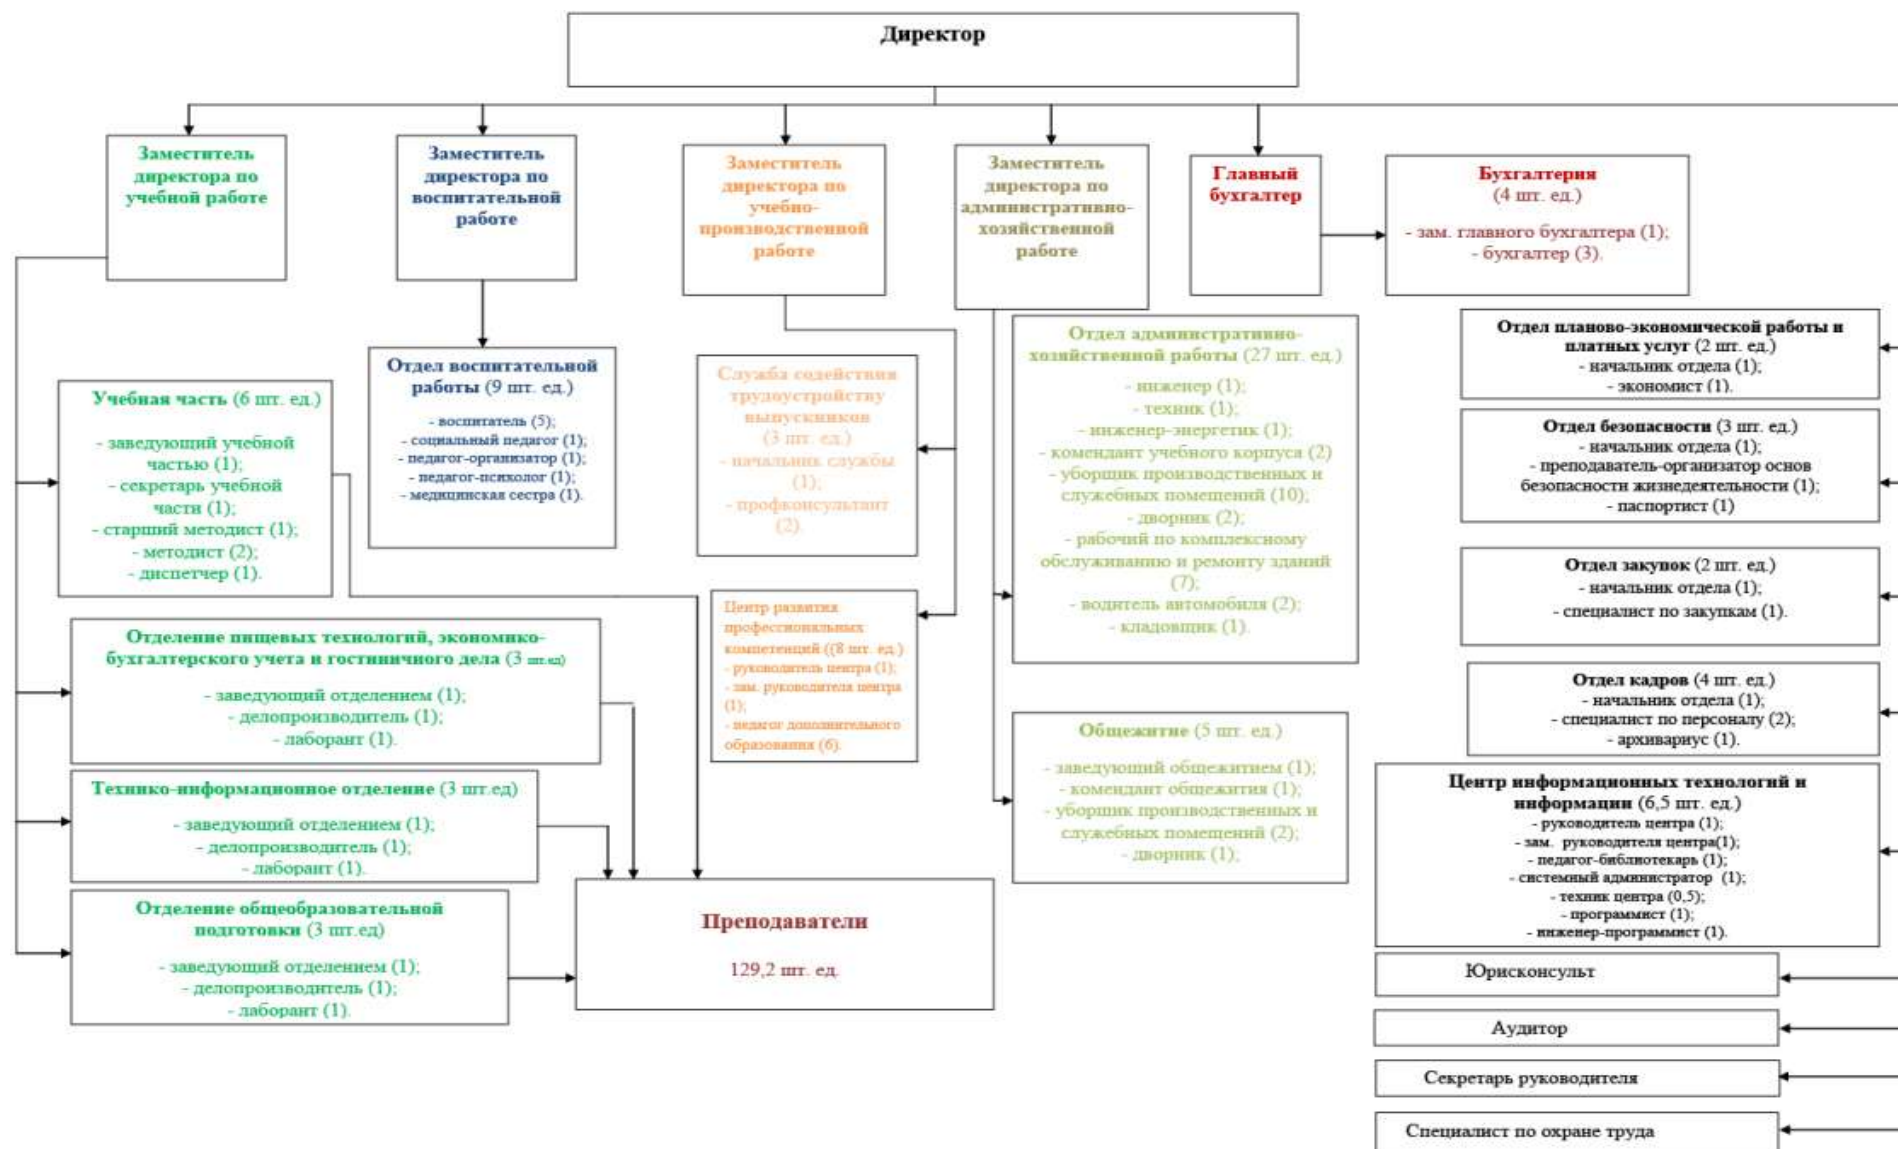 Директор
Заместитель
директора по
учебной работе
Заместитель
директора по
воспитательной
работе
Заместитель
директора по
учебно-
производственной
работе
Заместитель
директора по
административно-
хозяйственной
работе
Главный
бухгалтер
Бухгалтерия
(4 шт. ед.)
- зам. главного бухгалтера (1);
- бухгалтер (3).
Учебная часть (6 шт. ед.)
- заведующий учебной
частью (1);
- секретарь учебной
части (1);
- старший методист (1);
- методист (2);
- диспетчер (1).
Отделение пищевых технологий, экономико-
бухгалтерского учета и гостиничного дела (3 шт.ед)
- заведующий отделением (1);
- делопроизводитель (1);
- лаборант (1).
Технико-информационное отделение (3 шт.ед)
- заведующий отделением (1);
- делопроизводитель (1);
- лаборант (1).
Отделение общеобразовательной
подготовки (3 шт.ед)
- заведующий отделением (1);
- делопроизводитель (1);
- лаборант (1).
Отдел воспитательной
работы (9 шт. ед.)
- воспитатель (5);
- социальный педагог (1);
- педагог-организатор (1);
- педагог-психолог (1);
- медицинская сестра (1).
Служба содействия
трудоустройству
выпускников
(3 шт. ед.)
- начальник службы
(1);
- профконсультант
(2).
Центр развития
профессиональных
компетенций ((8 шт. ед.)
- руководитель центра (1);
- зам. руководителя центра
(1);
- педагог дополнительного
образования (6).
Преподаватели
129,2 шт. ед.
Отдел административно-
хозяйственной работы (27 шт. ед.)
- инженер (1);
- техник (1);
- инженер-энергетик (1);
- комендант учебного корпуса (2)
- уборщик производственных и
служебных помещений (10);
- дворник (2);
- рабочий по комплексному
обслуживанию и ремонту зданий
(7);
- водитель автомобиля (2);
- кладовщик (1).
Общежитие (5 шт. ед.)
- заведующий общежитием (1);
- комендант общежития (1);
- уборщик производственных и
служебных помещений (2);
- дворник (1);
Отдел планово-экономической работы и
платных услуг (2 шт. ед.)
- начальник отдела (1);
- экономист (1).
Отдел безопасности (3 шт. ед.)
- начальник отдела (1);
- преподаватель-организатор основ
безопасности жизнедеятельности (1);
- паспортист (1)
Отдел закупок (2 шт. ед.)
- начальник отдела (1);
- специалист по закупкам (1).
Отдел кадров (4 шт. ед.)
- начальник отдела (1);
- специалист по персоналу (2);
- архивариус (1).
Центр информационных технологий и
информации (6,5 шт. ед.)
- руководитель центра (1);
- зам. руководителя центра(1);
- педагог-библиотекарь (1);
- системный администратор (1);
- техник центра (0,5);
- программист (1);
- инженер-программист (1).
Юрисконсульт
Аудитор
Секретарь руководителя
Специалист по охране труда